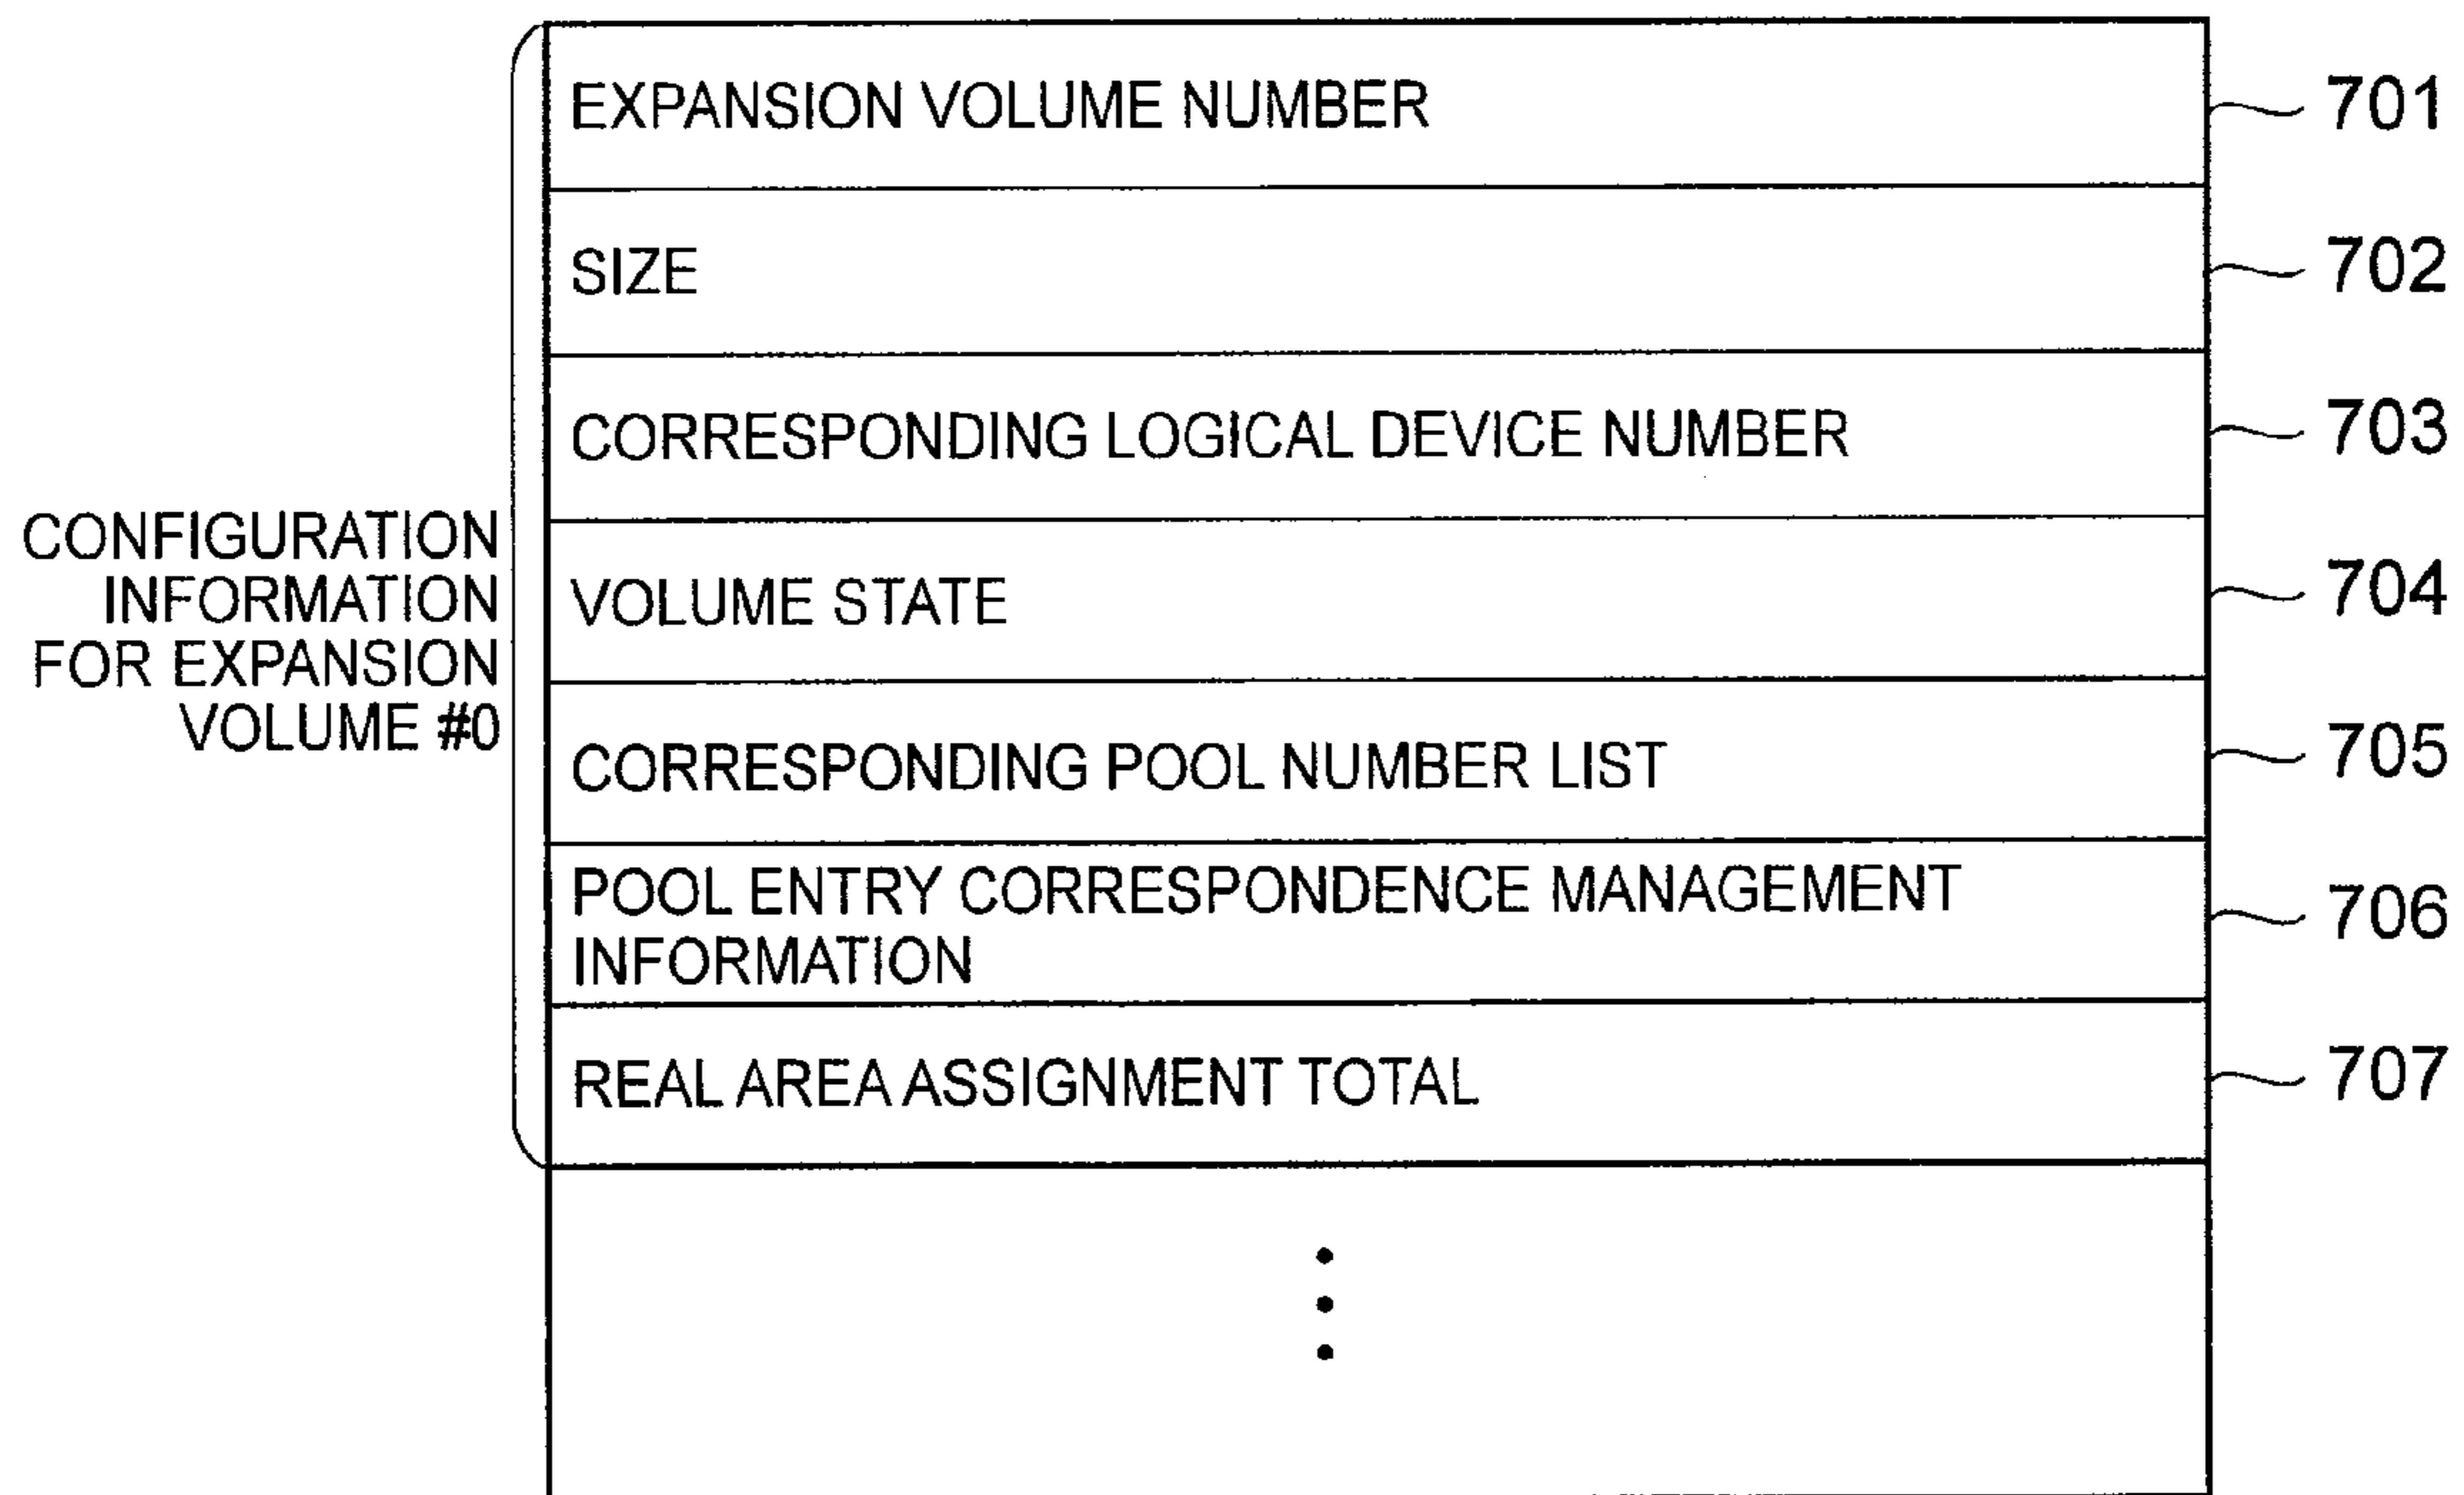 EXPANSION VOLUME NUMBER
701
SIZE
702
CORRESPONDING LOGICAL DEVICE NUMBER
703
CONFIGURATION
INFORMATION
FOR EXPANSION
VOLUME #0
VOLUME STATE
704
CORRESPONDING POOL NUMBER LIST
705
POOL ENTRY CORRESPONDENCE MANAGEMENT
INFORMATION
706
REAL AREA ASSIGNMENT TOTAL
707